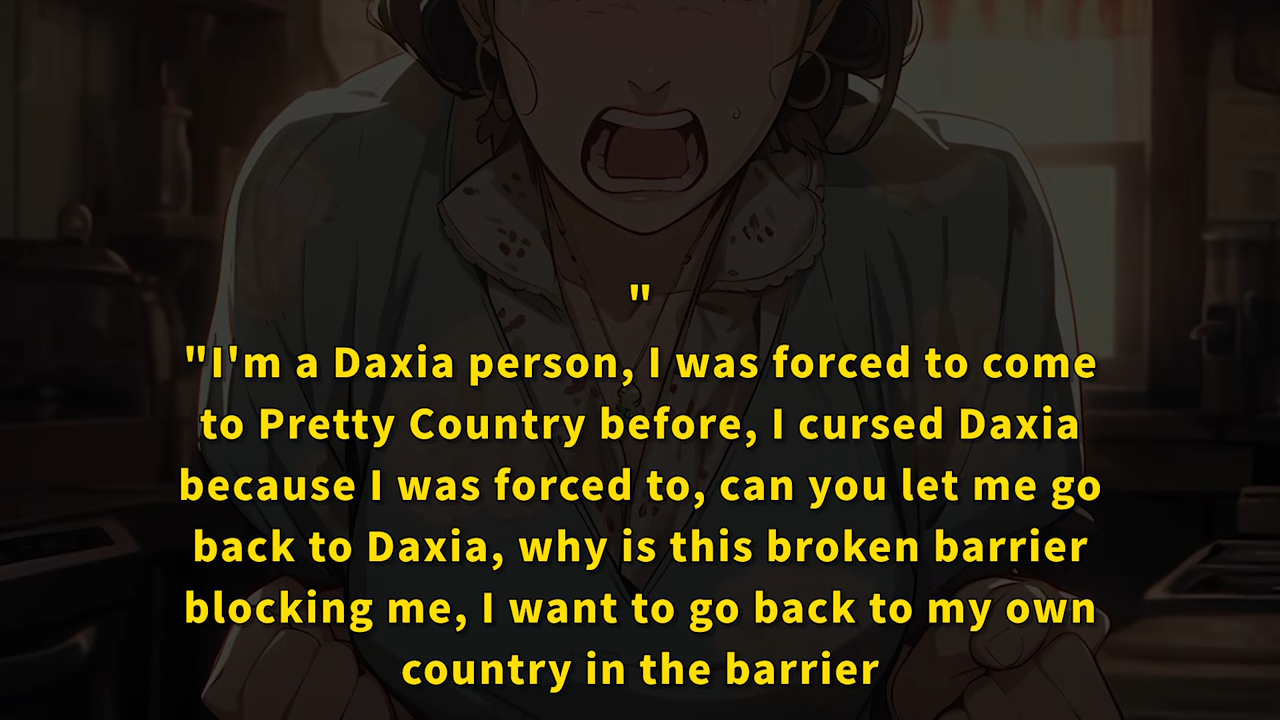 "
"I'm a Daxia person, I was forced to come
to Pretty Country before, I cursed Daxia
because I was forced to, can you let me go
back to Daxia, why is this broken barrier
blocking me, I want to go back to my own
country in the barrier